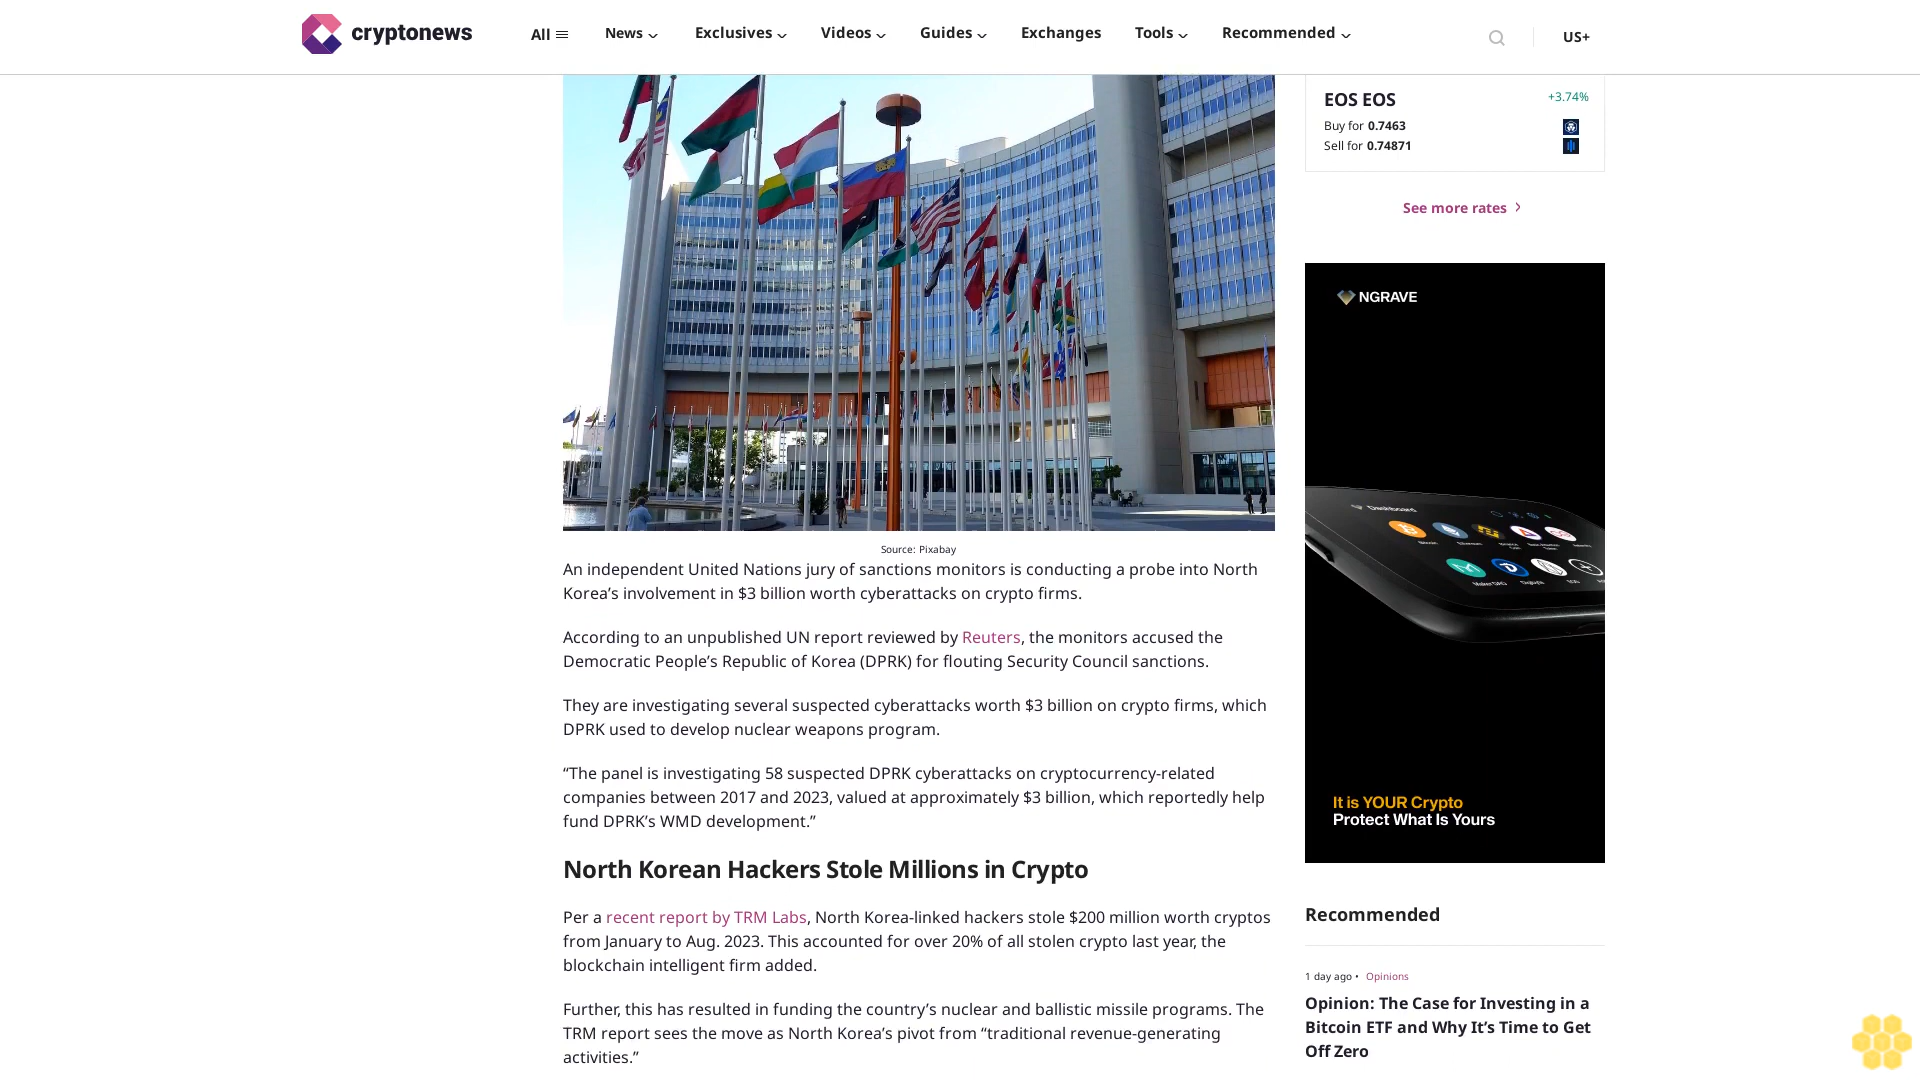 cryptonews
All
News
Exclusives
Videos
Guides
Exchanges
Tools
Recommended
US+
EOS EOS
+3.74%
Buy for 0.7463
Sell for 0.74871
See more rates
NGRAVE
Dashboard
It is YOUR Crypto
Protect What Is Yours
Source: Pixabay
An independent United Nations jury of sanctions monitors is conducting a probe into North
Korea’s involvement in $3 billion worth cyberattacks on crypto firms.
According to an unpublished UN report reviewed by Reuters, the monitors accused the
Democratic People’s Republic of Korea (DPRK) for flouting Security Council sanctions.
They are investigating several suspected cyberattacks worth $3 billion on crypto firms, which
DPRK used to develop nuclear weapons program.
“The panel is investigating 58 suspected DPRK cyberattacks on cryptocurrency-related
companies between 2017 and 2023, valued at approximately $3 billion, which reportedly help
fund DPRK’s WMD development.”
North Korean Hackers Stole Millions in Crypto
Per a recent report by TRM Labs, North Korea-linked hackers stole $200 million worth cryptos
from January to Aug. 2023. This accounted for over 20% of all stolen crypto last year, the
blockchain intelligent firm added.
Further, this has resulted in funding the country’s nuclear and ballistic missile programs. The
TRM report sees the move as North Korea’s pivot from “traditional revenue-generating
activities.”
Recommended
1 day ago • Opinions
Opinion: The Case for Investing in a
Bitcoin ETF and Why It’s Time to Get
Off Zero